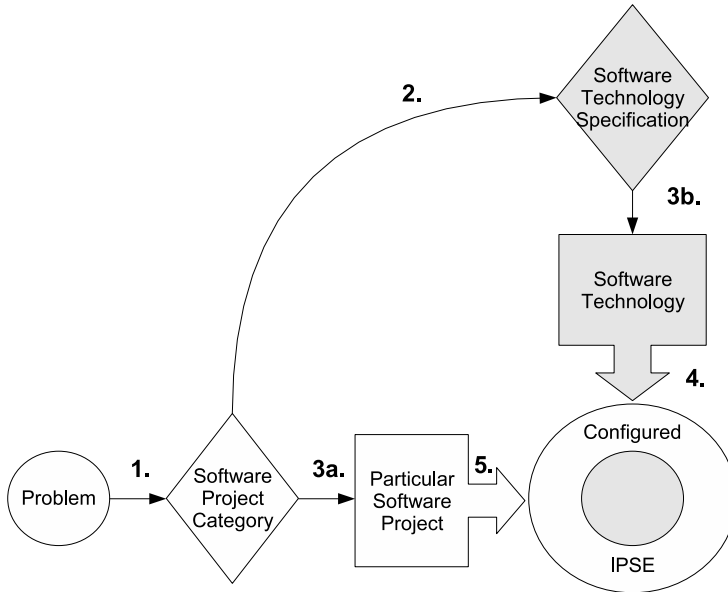 Software
Technology
Specification
2.
3b.
Software
Technology
4.
Configured
IPSE
Problem
1.
Software
Project
Category
3a.
Particular
Software
Project
5.